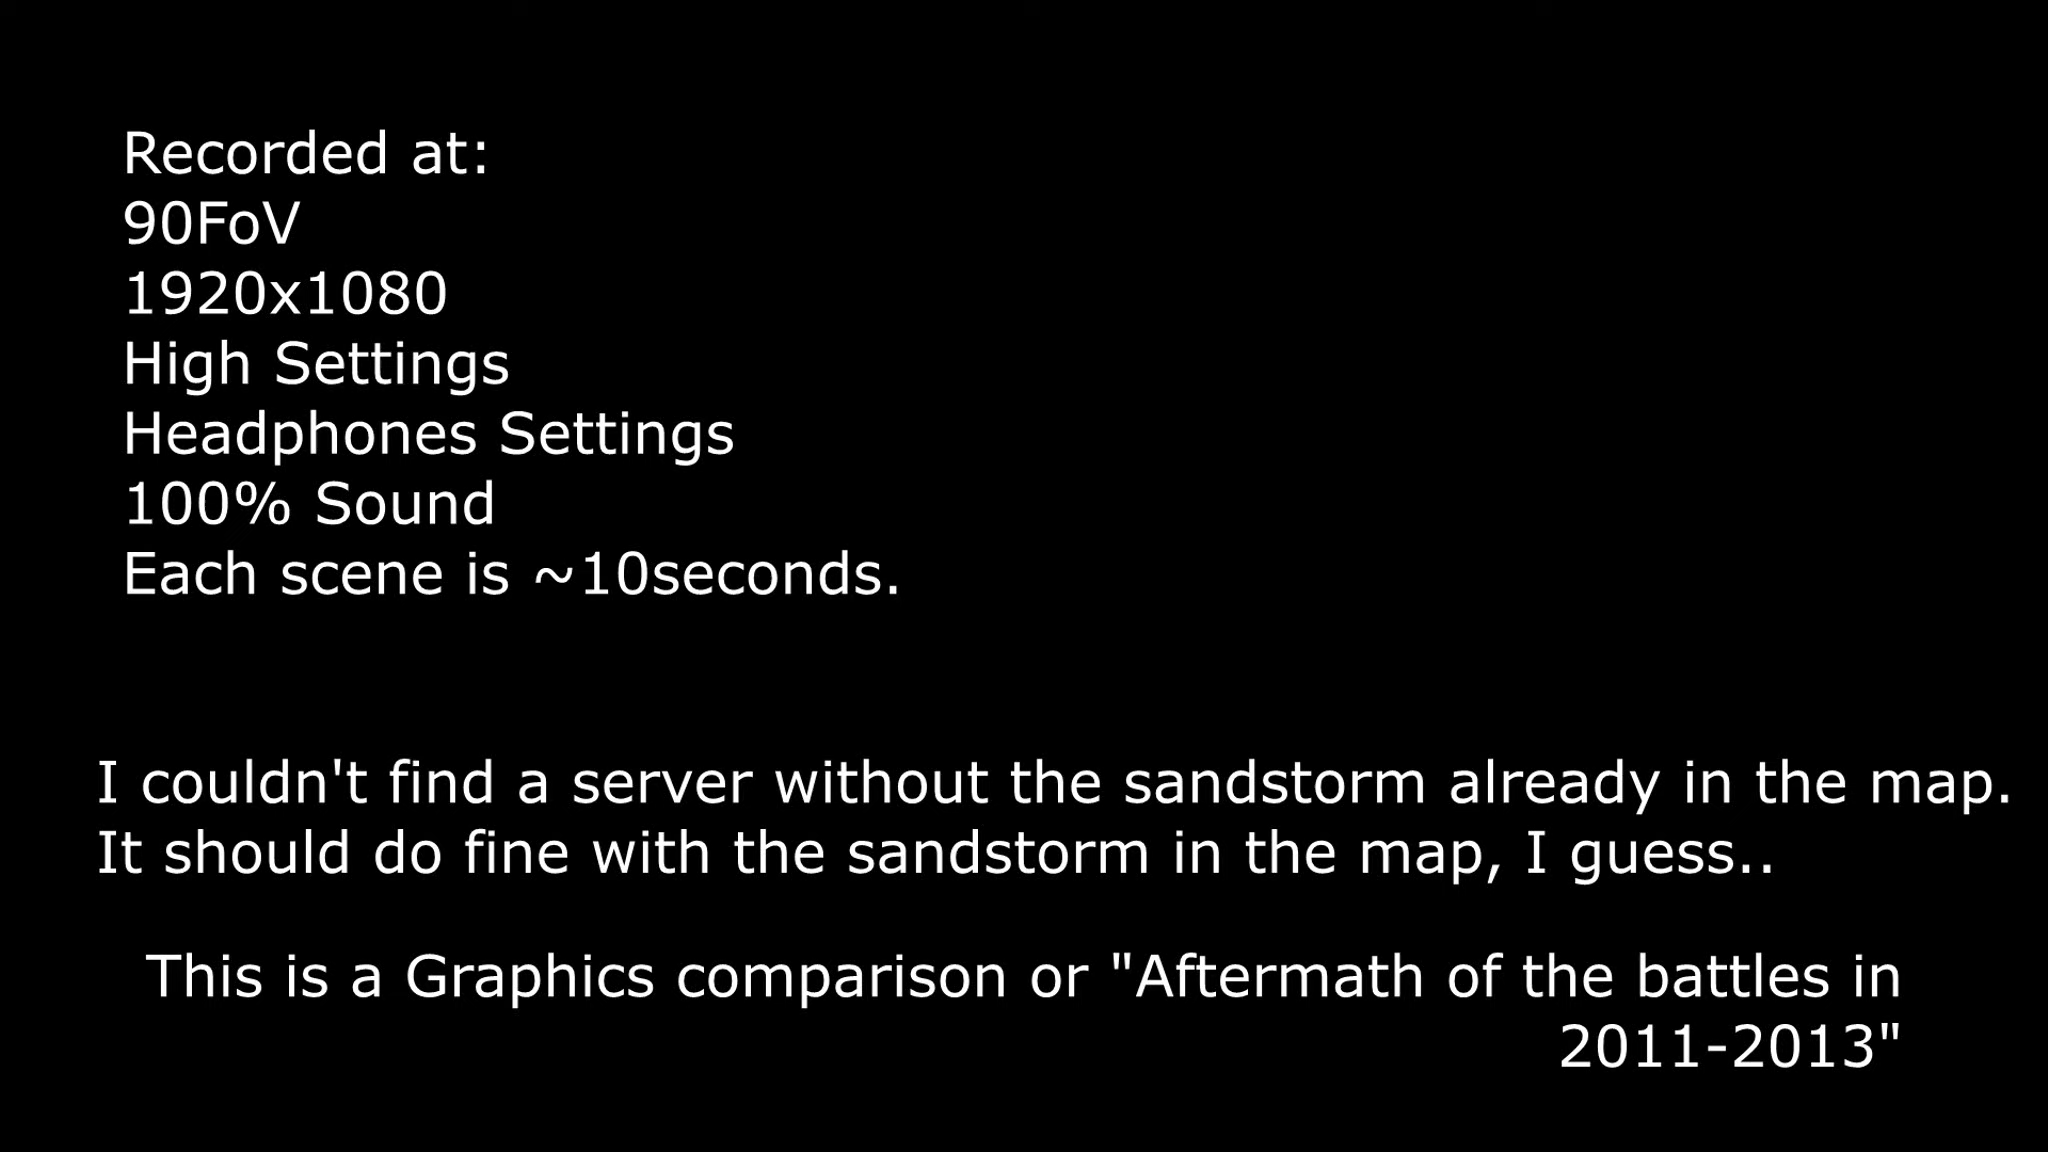 Recorded at:
90FoV
1920x1080
High Settings
Headphones Settings
100% Sound
Each scene is ~10seconds.
I couldn't find a server without the sandstorm already in the map.
It should do fine with the sandstorm in the map, I guess..
This is a Graphics comparison or "Aftermath of the battles in
2011-2013"